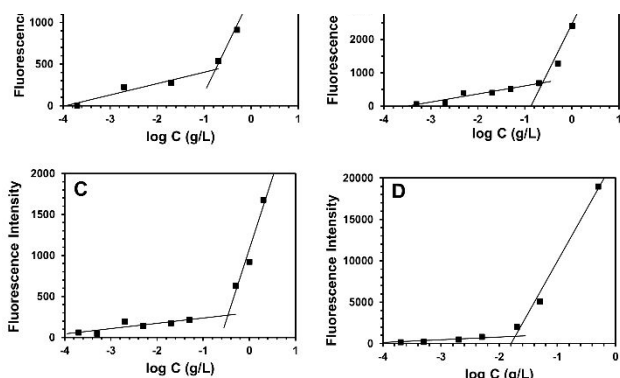 Fluorescence
1000
500
0
-4 -3 -2 -1 0 1
log C (g/L)
Fluorescence
2000
1000
0
-4 -3 -2 -1 0 1
log C (g/L)
C
Fluorescence Intensity
2000
1500
1000
500
0
-4 -3 -2 -1 0 1
log C (g/L)
D
Fluorescence Intensity
20000
15000
10000
5000
0
-4 -3 -2 -1 0
log C (g/L)